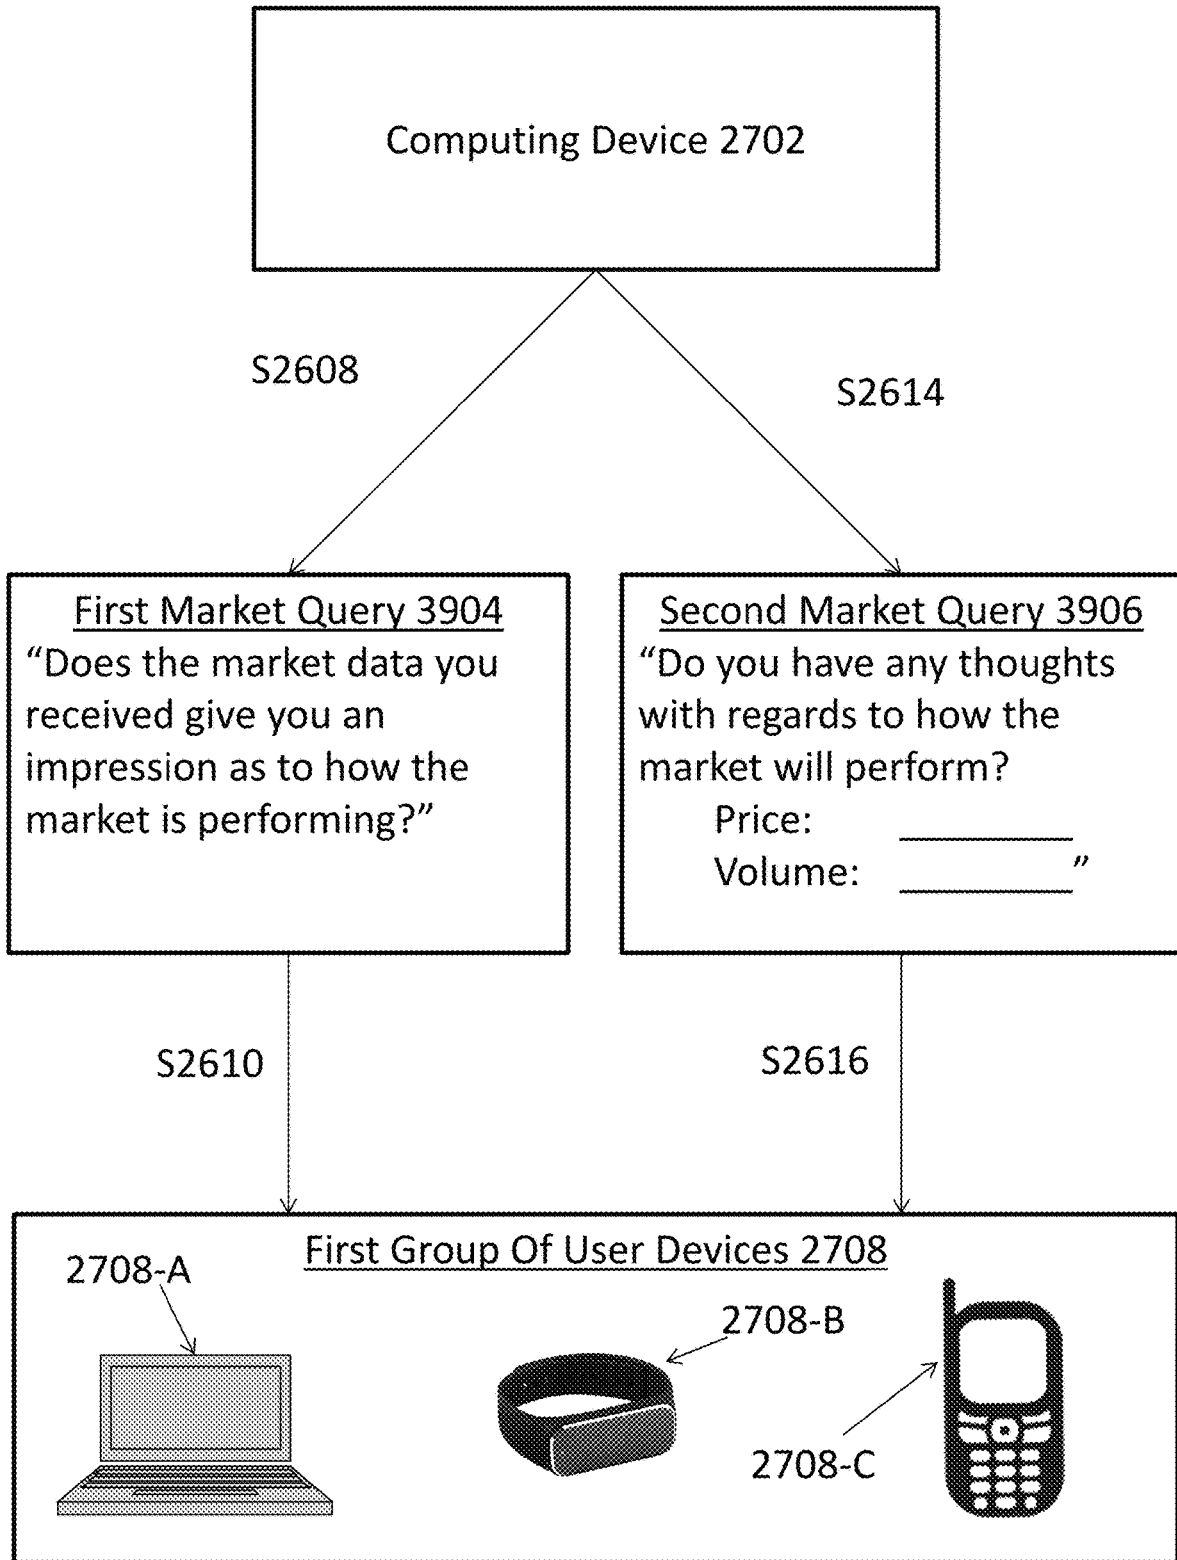 Computing Device 2702
S2608
S2614
First Market Query 3904
“Does the market data you
received give you an
impression as to how the
market is performing?”
Second Market Query 3906
“Do you have any thoughts
with regards to how the
market will perform?
Price: ________
Volume: ________”
S2610
S2616
First Group Of User Devices 2708
2708-A
2708-B
2708-C